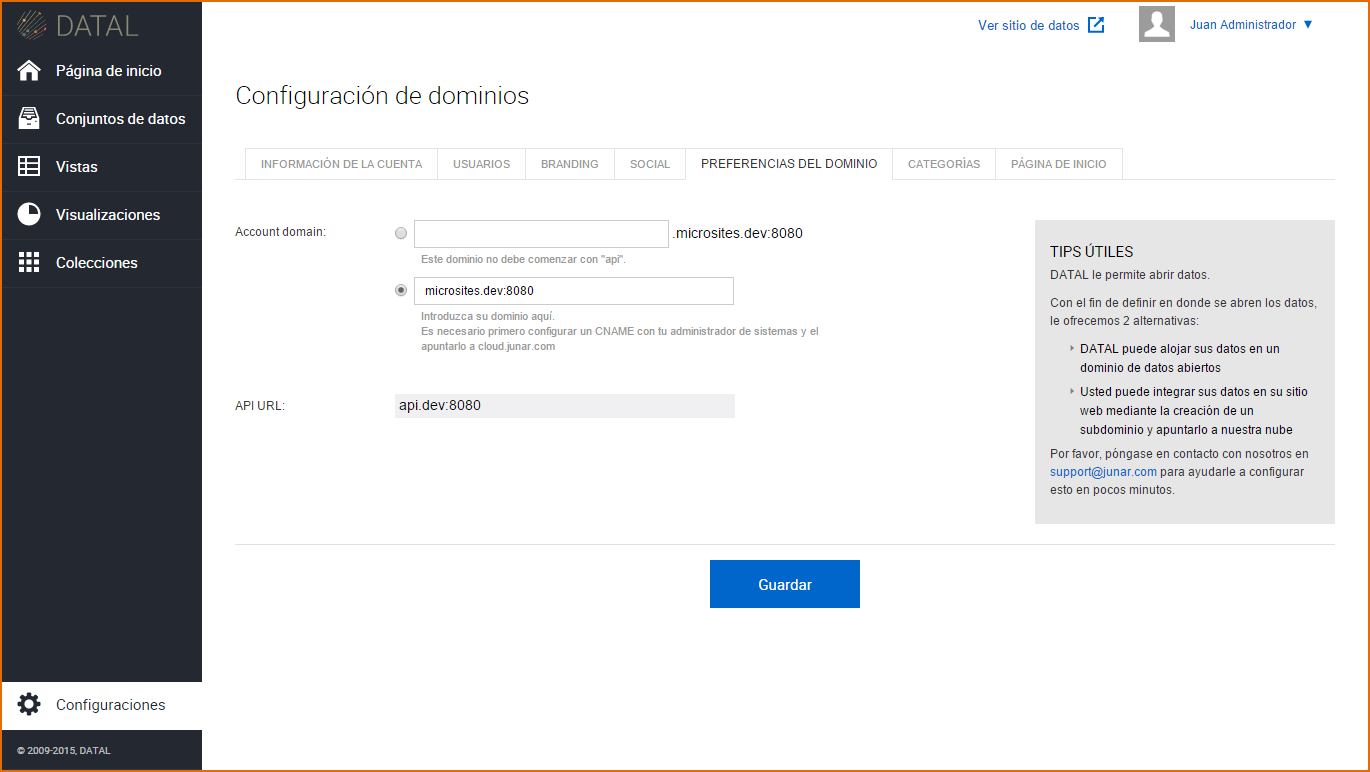 DATAL
Ver sitio de datos
Juan Administrador ▼
Página de inicio
Conjuntos de datos
Vistas
Visualizaciones
Colecciones
Configuraciones
© 2009-2015, DATAL
Configuración de dominios
INFORMACIÓN DE LA CUENTA
USUARIOS
BRANDING
SOCIAL
PREFERENCIAS DEL DOMINIO
CATEGORÍAS
PÁGINA DE INICIO
Account domain:
.microsites.dev:8080
Este dominio no debe comenzar con "api".
microsites.dev:8080
Introduzca su dominio aquí.
Es necesario primero configurar un CNAME con tu administrador de sistemas y el
apuntarlo a cloud.junar.com
API URL:
api.dev:8080
TIPS ÚTILES
DATAL le permite abrir datos.
Con el fin de definir en donde se abren los datos,
le ofrecemos 2 alternativas:
DATAL puede alojar sus datos en un
dominio de datos abiertos
Usted puede integrar sus datos en su sitio
web mediante la creación de un
subdominio y apuntarlo a nuestra nube
Por favor, póngase en contacto con nosotros en
support@junar.com para ayudarle a configurar
esto en pocos minutos.
Guardar